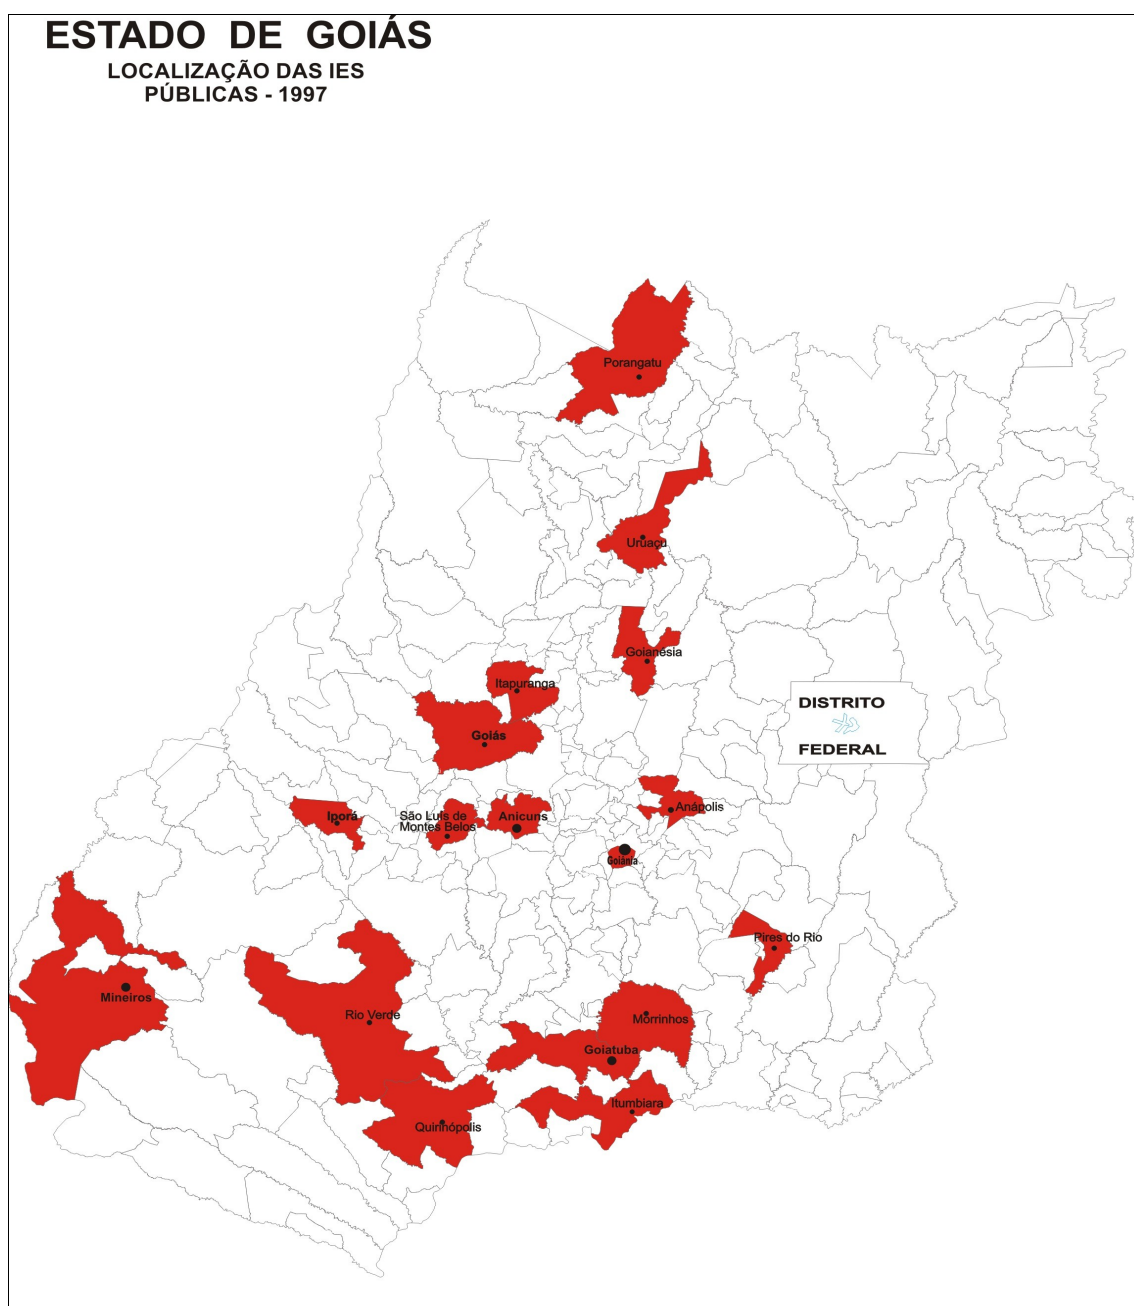 ESTADO DE GOIÁS
LOCALIZAÇÃO DAS IES
PÚBLICAS - 1997
Porangatu
Uruaçu
Goianésia
Itapuranga
DISTRITO
FEDERAL
Goiás
Iporá
São Luís de
Montes Belos
Anicuns
Anápolis
Goiânia
Pires do Rio
Mineiros
Rio Verde
Morrinhos
Goiatuba
Itumbiara
Quirinópolis